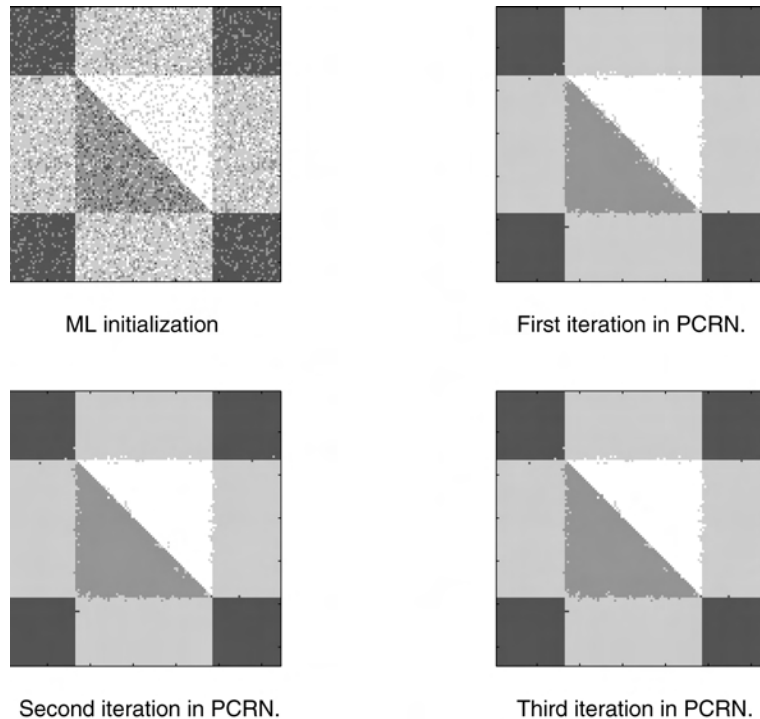 ML initialization
First iteration in PCRN.
Second iteration in PCRN.
Third iteration in PCRN.